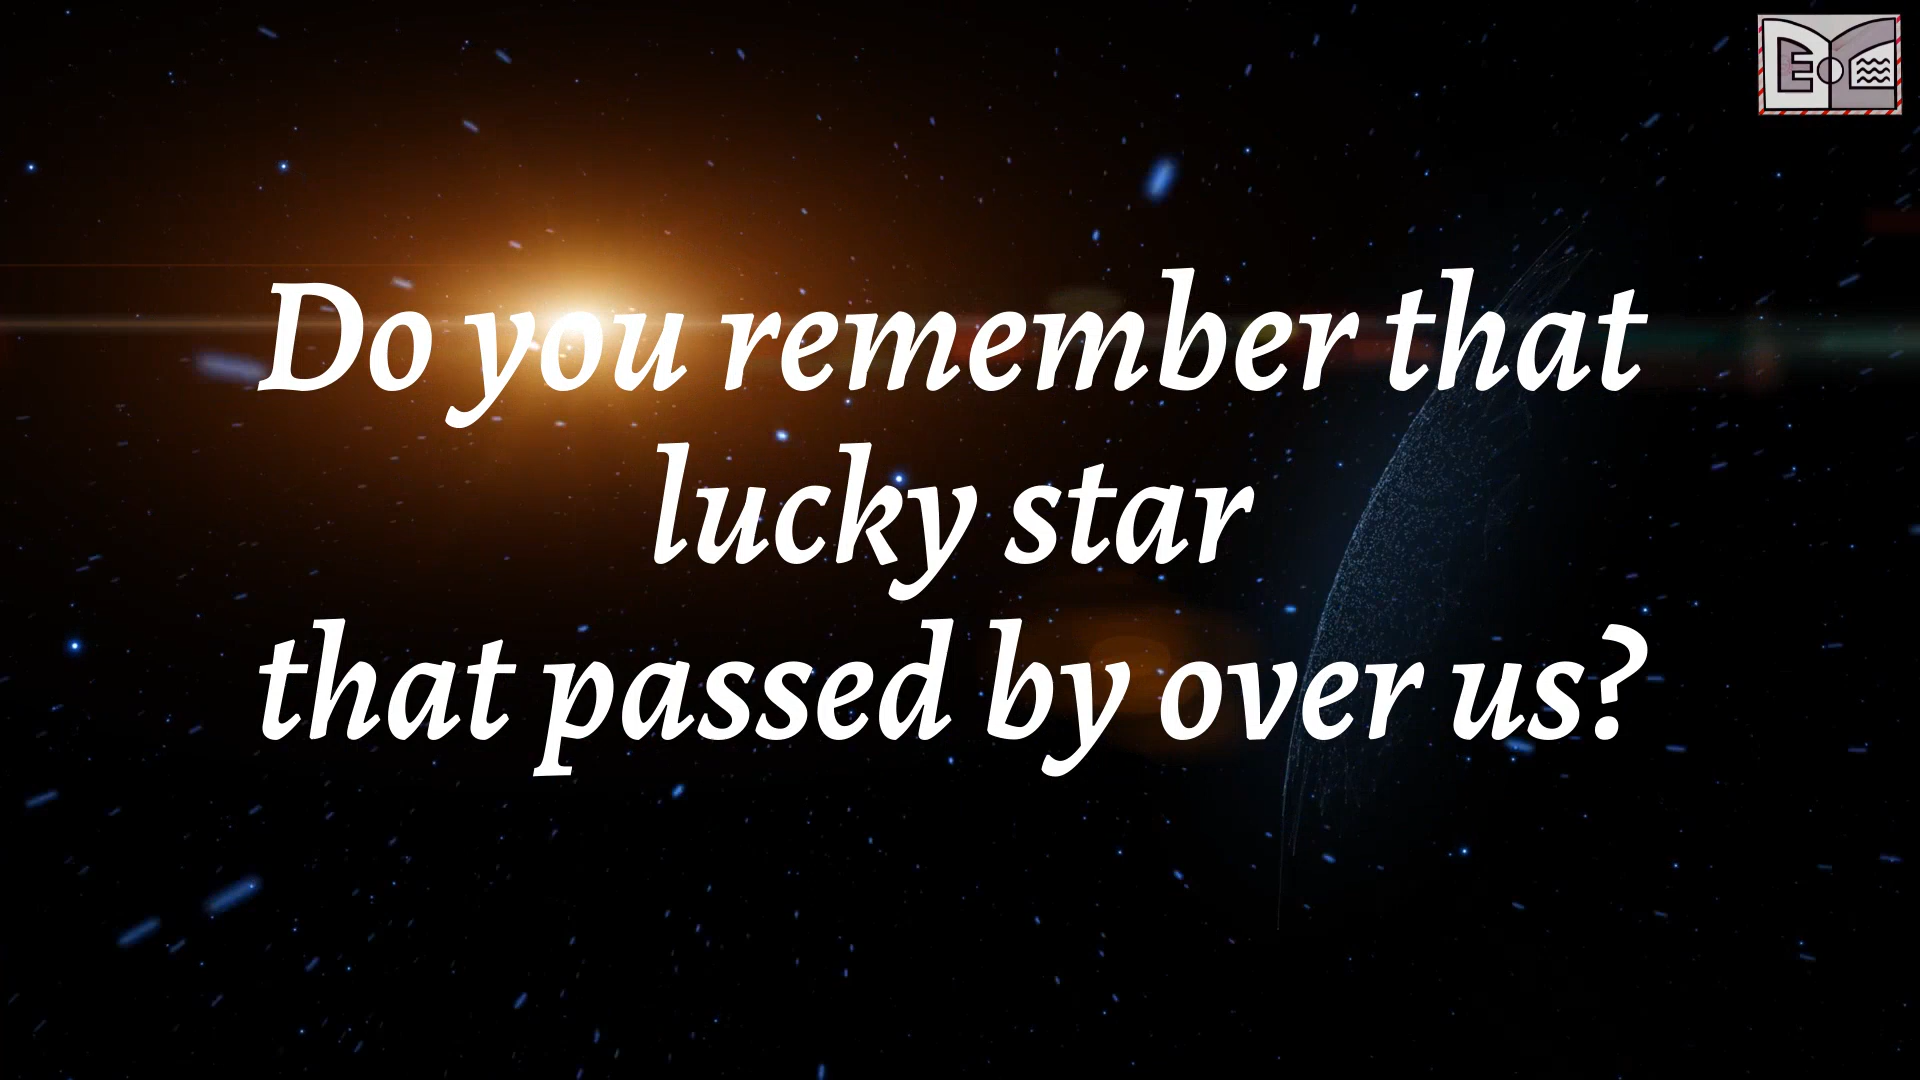 Do you remember that
lucky star
that passed by over us?